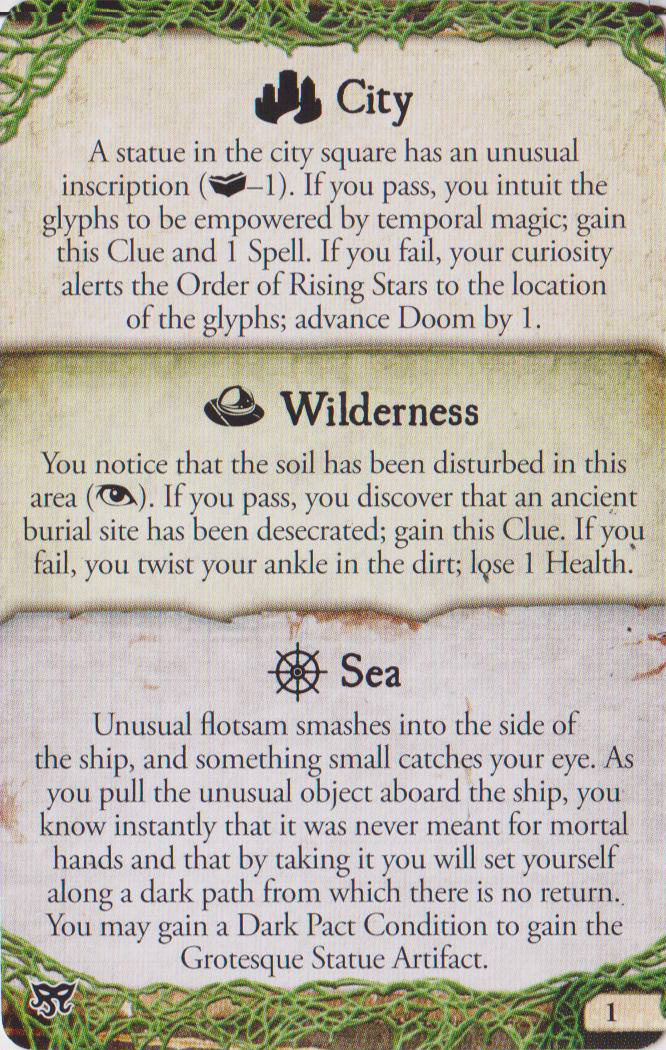 City
A statue in the city square has an unusual
inscription (–1). If you pass, you intuit the
glyphs to be empowered by temporal magic; gain
this Clue and 1 Spell. If you fail, your curiosity
alerts the Order of Rising Stars to the location
of the glyphs; advance Doom by 1.
Wilderness
You notice that the soil has been disturbed in this
area (). If you pass, you discover that an ancient
burial site has been desecrated; gain this Clue. If you
fail, you twist your ankle in the dirt; lose 1 Health.
Sea
Unusual flotsam smashes into the side of
the ship, and something small catches your eye. As
you pull the unusual object aboard the ship, you
know instantly that it was never meant for mortal
hands and that by taking it you will set yourself
along a dark path from which there is no return.
You may gain a Dark Pact Condition to gain the
Grotesque Statue Artifact.
1